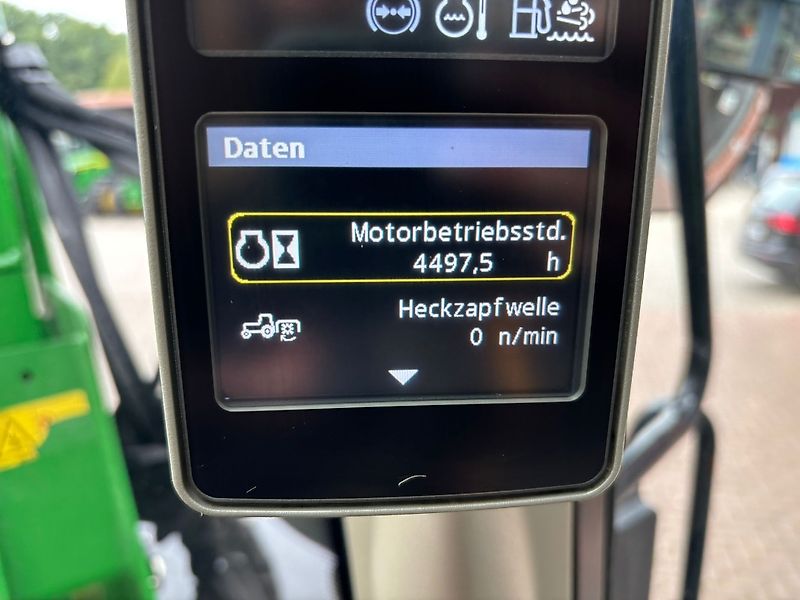 Daten
Motorbetriebsstd.
4497,5 h
Heckzapfwelle
0 n/min